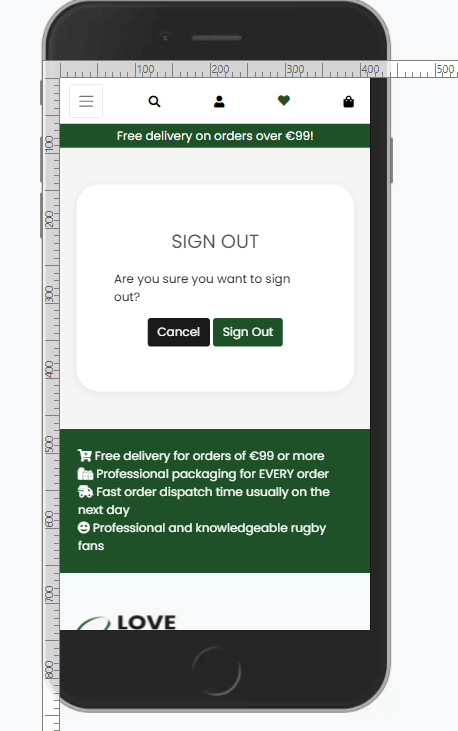 100 200 300 400 500
Free delivery on orders over €99!
100
200
300
400
500
600
700
800
SIGN OUT
Are you sure you want to sign
out?
Cancel Sign Out
Free delivery for orders of €99 or more
Professional packaging for EVERY order
Fast order dispatch time usually on the
next day
Professional and knowledgeable rugby
fans
LOVE